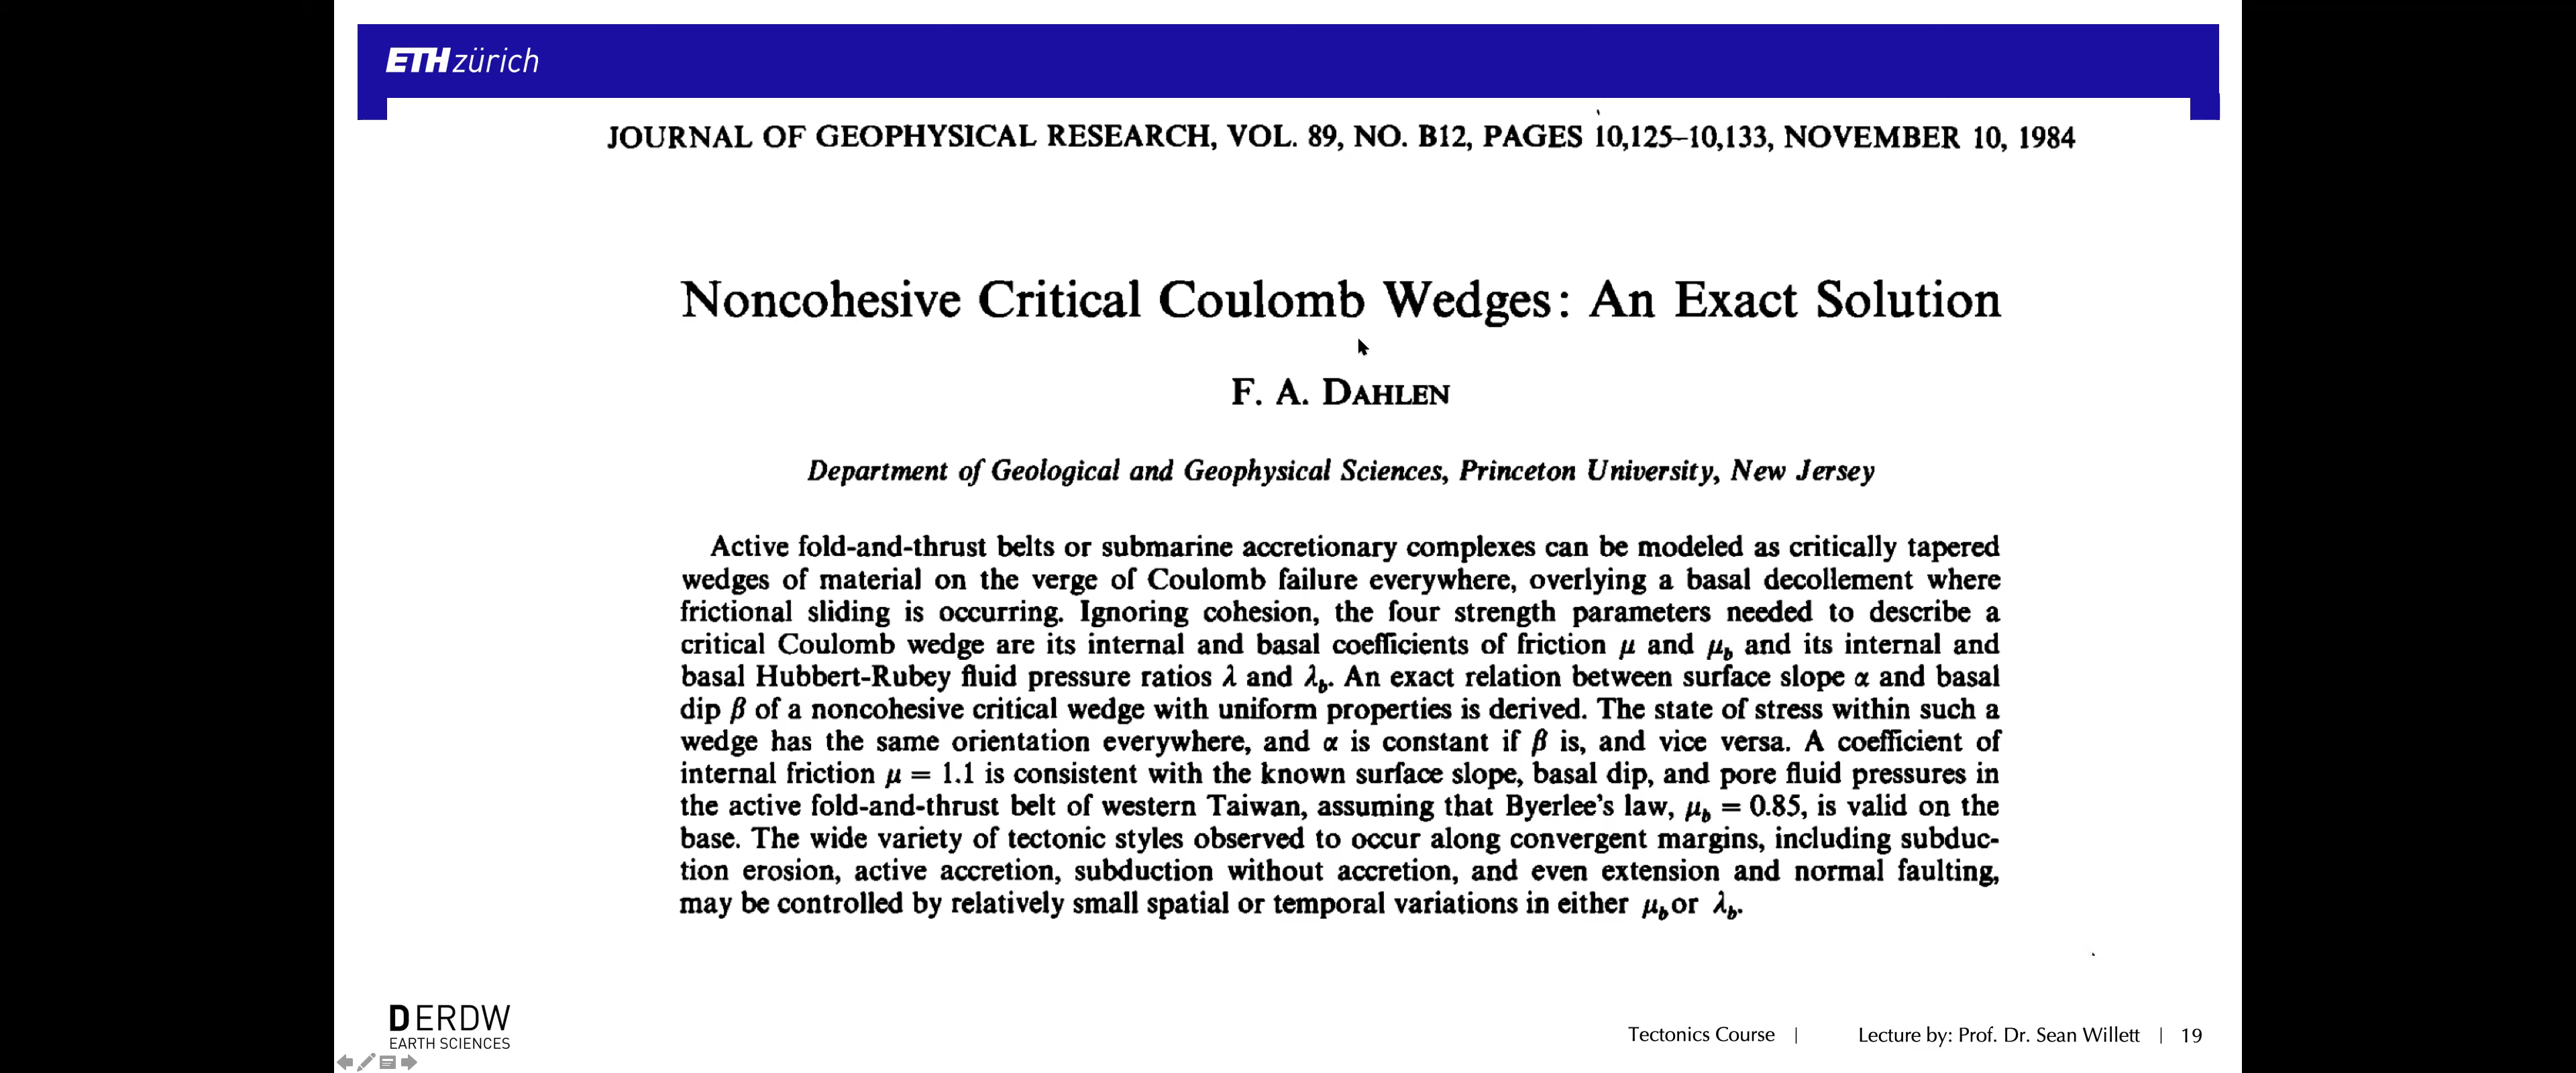 ETH zürich
JOURNAL OF GEOPHYSICAL RESEARCH, VOL. 89, NO. B12, PAGES 10,125–10,133, NOVEMBER 10, 1984
Noncohesive Critical Coulomb Wedges: An Exact Solution
F. A. DAHLEN
Department of Geological and Geophysical Sciences, Princeton University, New Jersey
Active fold-and-thrust belts or submarine accretionary complexes can be modeled as critically tapered
wedges of material on the verge of Coulomb failure everywhere, overlying a basal decollement where
frictional sliding is occurring. Ignoring cohesion, the four strength parameters needed to describe a
critical Coulomb wedge are its internal and basal coefficients of friction μ and μb and its internal and
basal Hubbert-Rubey fluid pressure ratios λ and λb. An exact relation between surface slope α and basal
dip β of a noncohesive critical wedge with uniform properties is derived. The state of stress within such a
wedge has the same orientation everywhere, and α is constant if β is, and vice versa. A coefficient of
internal friction μ = 1.1 is consistent with the known surface slope, basal dip, and pore fluid pressures in
the active fold-and-thrust belt of western Taiwan, assuming that Byerlee's law, μb = 0.85, is valid on the
base. The wide variety of tectonic styles observed to occur along convergent margins, including subduc-
tion erosion, active accretion, subduction without accretion, and even extension and normal faulting,
may be controlled by relatively small spatial or temporal variations in either μb or λb.
DERDW
EARTH SCIENCES
Tectonics Course | Lecture by: Prof. Dr. Sean Willett | 19